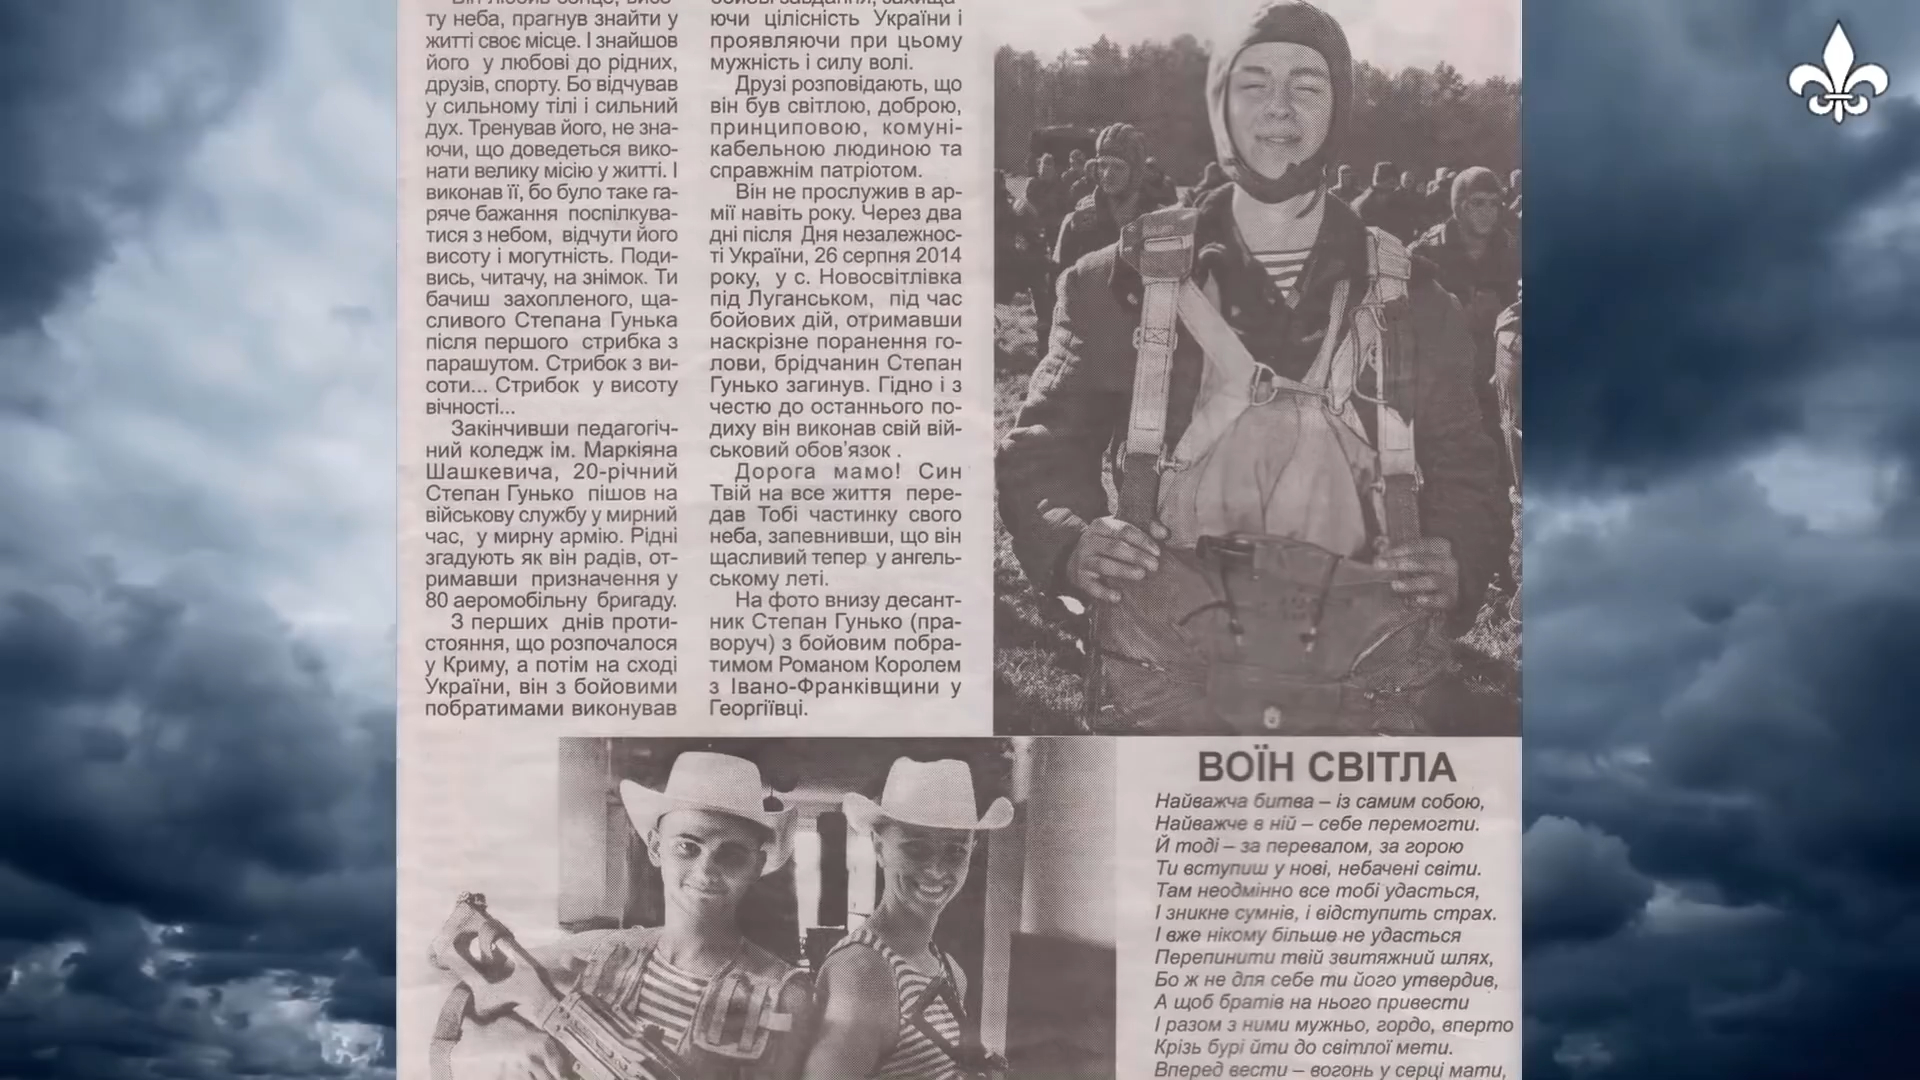 Він любив сонце, висо-
ту неба, прагнув знайти у
житті своє місце. І знайшов
його у любові до рідних,
друзів, спорту. Бо відчував
у сильному тілі і сильний
дух. Тренував його, не зна-
ючи, що доведеться вико-
нати велику місію у житті. І
виконав її, бо було таке га-
ряче бажання поспілкува-
тися з небом, відчути його
висоту і могутність. Поди-
вись, читачу, на знімок. Ти
бачиш захопленого, ща-
сливого Степана Гунька
після першого стрибка з
парашутом. Стрибок з ви-
соти... Стрибок у висоту
вічності...
Закінчивши педагогіч-
ний коледж ім. Маркіяна
Шашкевича, 20-річний
Степан Гунько пішов на
військову службу у мирний
час, у мирну армію. Рідні
згадують як він радів, от-
римавши призначення у
80 аеромобільну бригаду.
З перших днів проти-
стояння, що розпочалося
у Криму, а потім на сході
України, він з бойовими
побратимами виконував
бойові завдання, захища-
ючи цілісність України і
проявляючи при цьому
мужність і силу волі.
Друзі розповідають, що
він був світлою, доброю,
принциповою, комуні-
кабельною людиною та
справжнім патріотом.
Він не прослужив в ар-
мії навіть року. Через два
дні після Дня незалежнос-
ті України, 26 серпня 2014
року, у с. Новосвітлівка
під Луганськом, під час
бойових дій, отримавши
наскрізне поранення го-
лови, брідчанин Степан
Гунько загинув. Гідно і з
честю до останнього по-
диху він виконав свій вій-
ськовий обов'язок .
Дорога мамо! Син
Твій на все життя пере-
дав Тобі частинку свого
неба, запевнивши, що він
щасливий тепер у ангель-
ському леті.
На фото внизу десант-
ник Степан Гунько (пра-
воруч) з бойовим побра-
тимом Романом Королем
з Івано-Франківщини у
Георгіївці.
ВОЇН СВІТЛА
Найважча битва – із самим собою,
Найважче в ній – себе перемогти.
Й тоді – за перевалом, за горою
Ти вступиш у нові, небачені світи.
Там неодмінно все тобі удасться,
І зникне сумнів, і відступить страх.
І вже нікому більше не удасться
Перепинити твій звитяжний шлях,
Бо ж не для себе ти його утвердив,
А щоб братів на нього привести
І разом з ними мужньо, гордо, вперто
Крізь бурі йти до світлої мети.
Вперед вести – вогонь у серці мати,